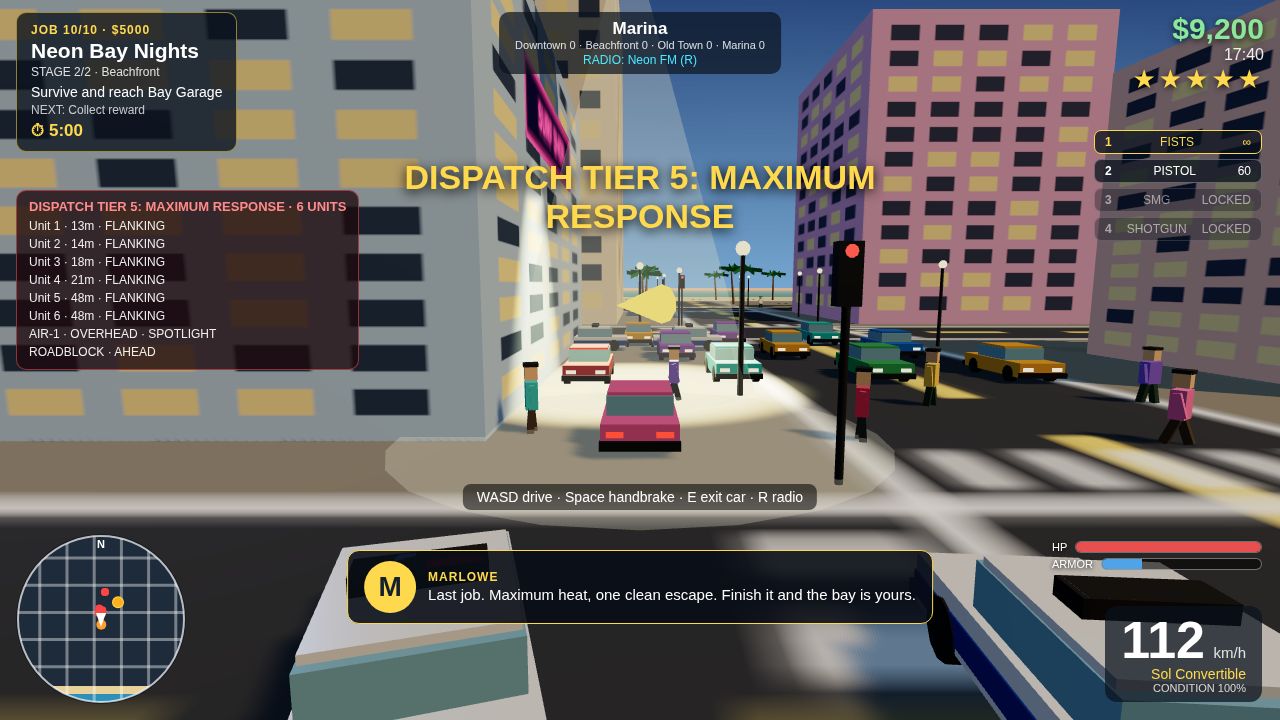 JOB 10/10 · $5000
Neon Bay Nights
STAGE 2/2 · Beachfront
Survive and reach Bay Garage
NEXT: Collect reward
⏱ 5:00
Marina
Downtown 0 · Beachfront 0 · Old Town 0 · Marina 0
RADIO: Neon FM (R)
$9,200
17:40
★★★★★
1 FISTS ∞
2 PISTOL 60
3 SMG LOCKED
4 SHOTGUN LOCKED
DISPATCH TIER 5: MAXIMUM
RESPONSE
DISPATCH TIER 5: MAXIMUM RESPONSE · 6 UNITS
Unit 1 · 13m · FLANKING
Unit 2 · 14m · FLANKING
Unit 3 · 18m · FLANKING
Unit 4 · 21m · FLANKING
Unit 5 · 48m · FLANKING
Unit 6 · 48m · FLANKING
AIR-1 · OVERHEAD · SPOTLIGHT
ROADBLOCK · AHEAD
WASD drive · Space handbrake · E exit car · R radio
N
M
MARLOWE
Last job. Maximum heat, one clean escape. Finish it and the bay is yours.
HP
ARMOR
112 km/h
Sol Convertible
CONDITION 100%